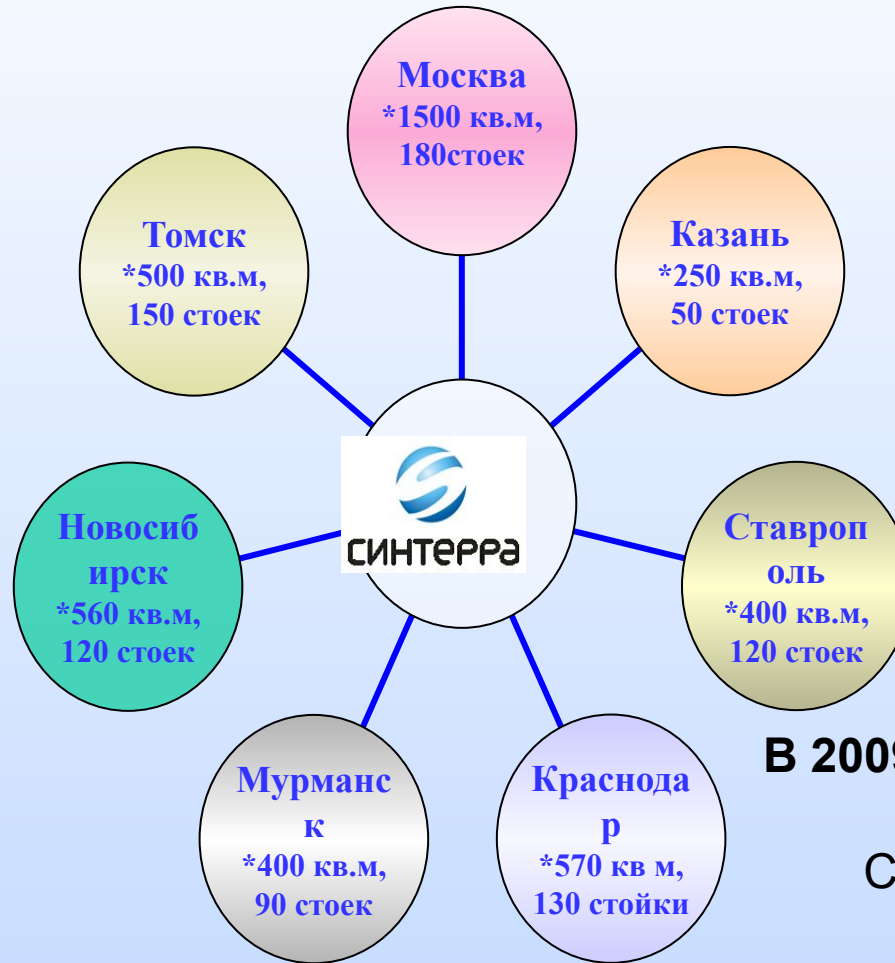 Москва
*1500 кв.м,
180стоек
Томск
*500 кв.м,
150 стоек
Казань
*250 кв.м,
50 стоек
синтерра
Новосиб
ирск
*560 кв.м,
120 стоек
Ставроп
оль
*400 кв.м,
120 стоек
В 2009
Мурманс
к
*400 кв.м,
90 стоек
Краснода
р
*570 кв м,
130 стойки
С